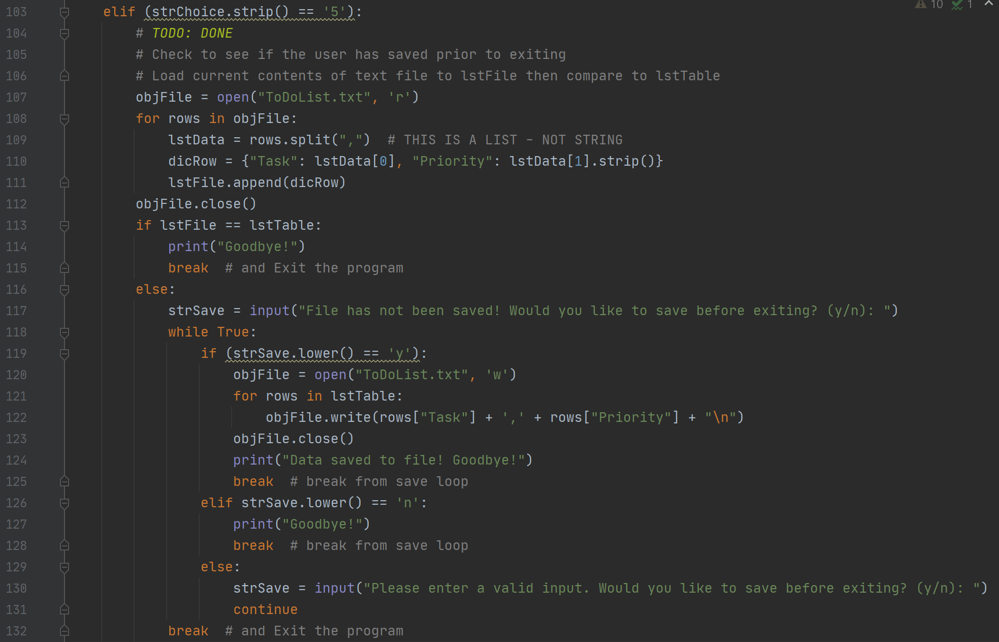 10 1
103 elif (strChoice.strip() == '5'):
104 # TODO: DONE
105 # Check to see if the user has saved prior to exiting
106 # Load current contents of text file to lstFile then compare to lstTable
107 objFile = open("ToDoList.txt", 'r')
108 for rows in objFile:
109 lstData = rows.split(",")  # THIS IS A LIST - NOT STRING
110 dicRow = {"Task": lstData[0], "Priority": lstData[1].strip()}
111 lstFile.append(dicRow)
112 objFile.close()
113 if lstFile == lstTable:
114 print("Goodbye!")
115 break  # and Exit the program
116 else:
117 strSave = input("File has not been saved! Would you like to save before exiting? (y/n): ")
118 while True:
119 if (strSave.lower() == 'y'):
120 objFile = open("ToDoList.txt", 'w')
121 for rows in lstTable:
122 objFile.write(rows["Task"] + ',' + rows["Priority"] + "\n")
123 objFile.close()
124 print("Data saved to file! Goodbye!")
125 break  # break from save loop
126 elif strSave.lower() == 'n':
127 print("Goodbye!")
128 break  # break from save loop
129 else:
130 strSave = input("Please enter a valid input. Would you like to save before exiting? (y/n): ")
131 continue
132 break  # and Exit the program